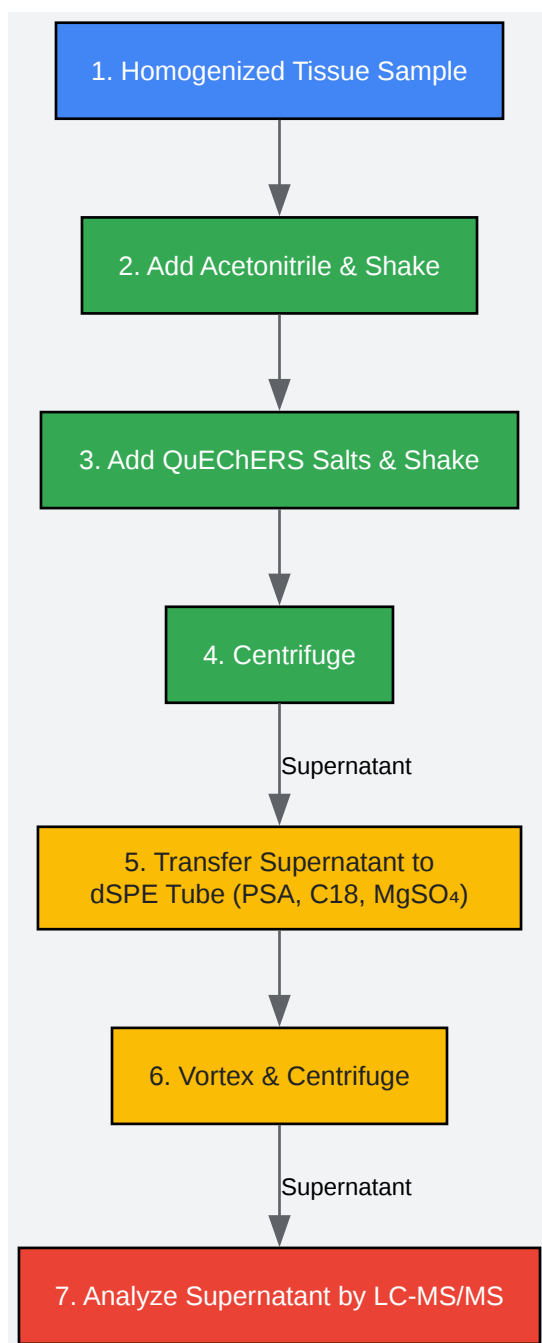 1. Homogenized Tissue Sample
2. Add Acetonitrile & Shake
3. Add QuEChERS Salts & Shake
4. Centrifuge
Supernatant
5. Transfer Supernatant to
dSPE Tube (PSA, C18, MgSO₄)
6. Vortex & Centrifuge
Supernatant
7. Analyze Supernatant by LC-MS/MS